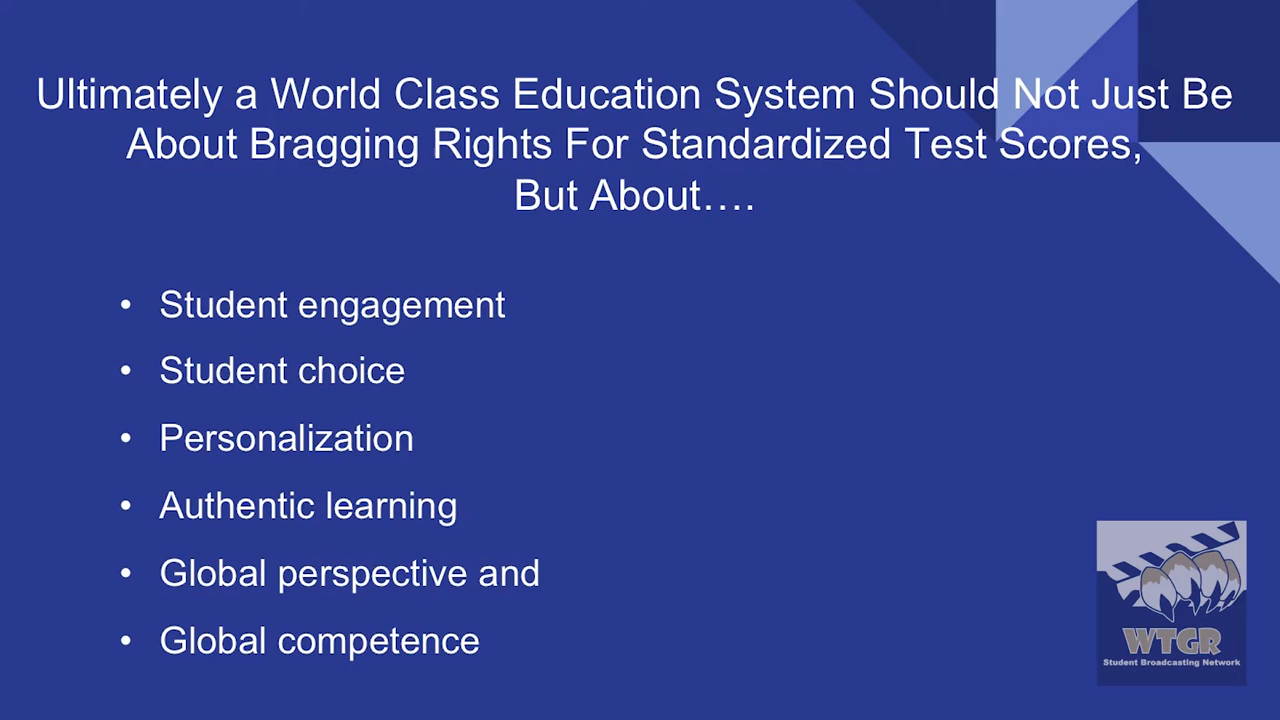 Ultimately a World Class Education System Should Not Just Be
About Bragging Rights For Standardized Test Scores,
But About….
• Student engagement
• Student choice
• Personalization
• Authentic learning
• Global perspective and
• Global competence
WTGR
Student Broadcasting Network